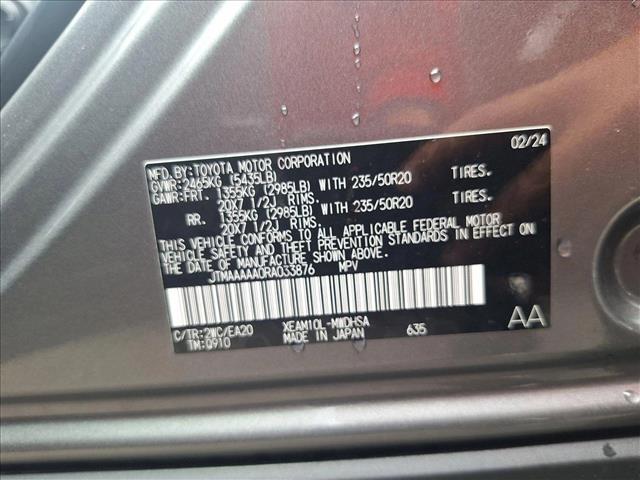 MFD. BY: TOYOTA MOTOR CORPORATION 02/24
GVWR: 2465KG (5435LB)
GAWR: FRT. 1355KG (2985LB) WITH 235/50R20 TIRES.
20X7 1/2J RIMS.
RR. 1355KG (2985LB) WITH 235/50R20 TIRES.
20X7 1/2J RIMS.
THIS VEHICLE CONFORMS TO ALL APPLICABLE FEDERAL MOTOR
VEHICLE SAFETY AND THEFT PREVENTION STANDARDS IN EFFECT
ON THE DATE OF MANUFACTURE SHOWN ABOVE.
JTMAAAAA0RA033876 MPV
C/TR: 2WC/EA20 XEAM10L-MWDHSA 635 AA
TM: 0910 MADE IN JAPAN